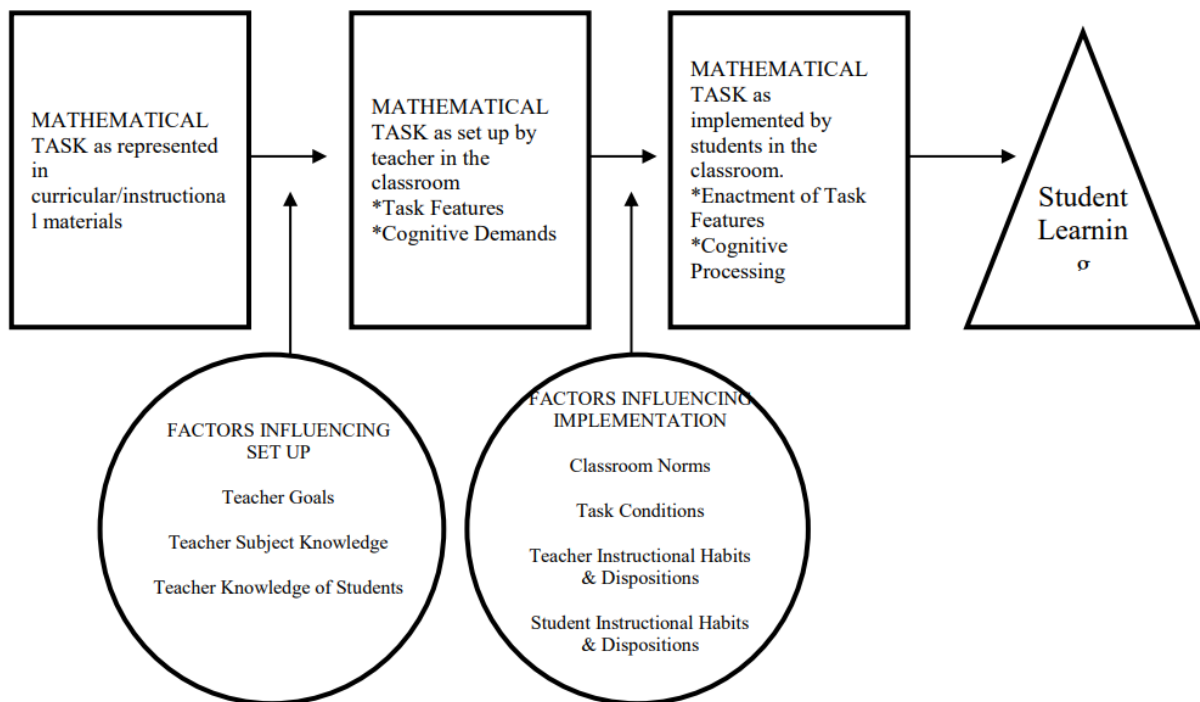 MATHEMATICAL
TASK as represented
in
curricular/instructiona
l materials
MATHEMATICAL
TASK as set up by
teacher in the
classroom
*Task Features
*Cognitive Demands
MATHEMATICAL
TASK as
implemented by
students in the
classroom.
*Enactment of Task
Features
*Cognitive
Processing
Student
Learnin
g
FACTORS INFLUENCING
SET UP
Teacher Goals
Teacher Subject Knowledge
Teacher Knowledge of Students
FACTORS INFLUENCING
IMPLEMENTATION
Classroom Norms
Task Conditions
Teacher Instructional Habits
& Dispositions
Student Instructional Habits
& Dispositions